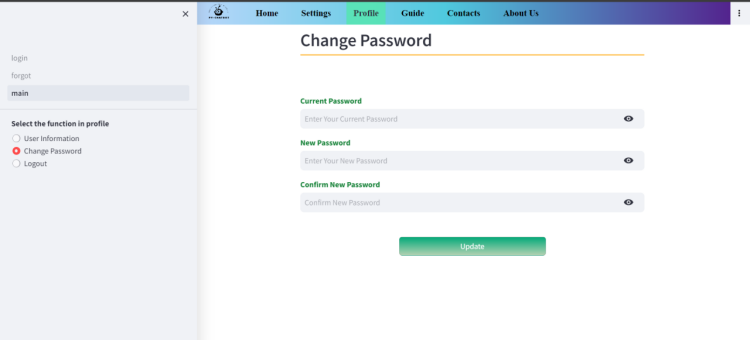 Home Settings Profile Guide Contacts About Us
login
forgot
main
Select the function in profile
User Information
Change Password
Logout
Change Password
Current Password
Enter Your Current Password
New Password
Enter Your New Password
Confirm New Password
Confirm New Password
Update